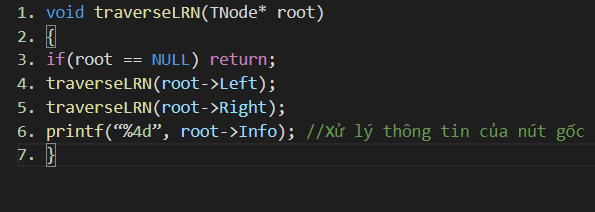 1. void traverseLRN(TNode* root)
2. {
3. if(root == NULL) return;
4. traverseLRN(root->Left);
5. traverseLRN(root->Right);
6. printf(“%4d”, root->Info); //Xử lý thông tin của nút gốc
7. }